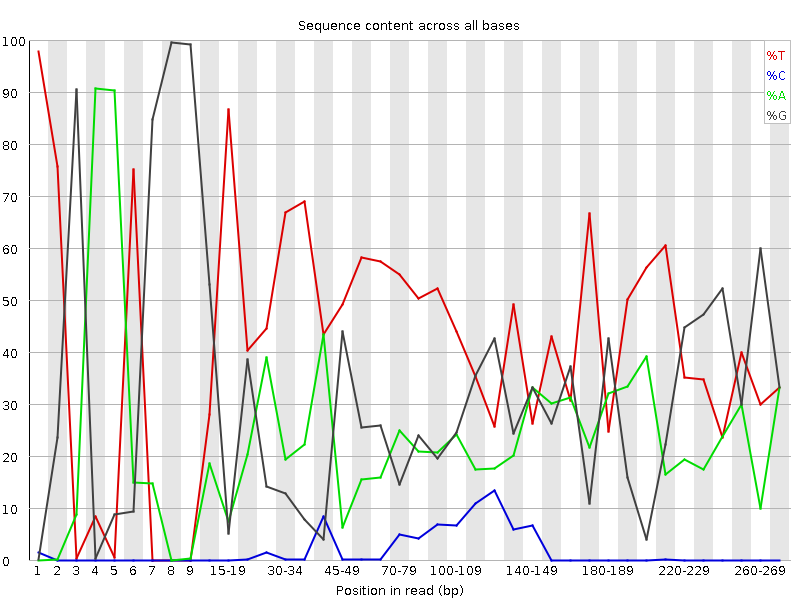 Sequence content across all bases
100
90
80
70
60
50
40
30
20
10
0
%T
%C
%A
%G
1 2 3 4 5 6 7 8 9 15-19 30-34 45-49 70-79 100-109 140-149 180-189 220-229 260-269
Position in read (bp)